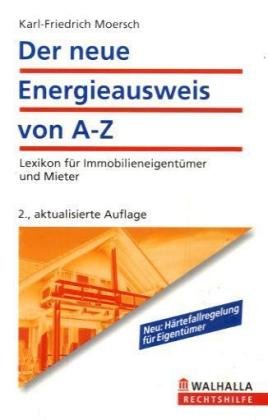 Karl-Friedrich Moersch
Der neue
Energieausweis
von A-Z
Lexikon für Immobilieneigentümer
und Mieter
2., aktualisierte Auflage
Neu: Härtefallregelung
für Eigentümer
WALHALLA
RECHTSHILFE